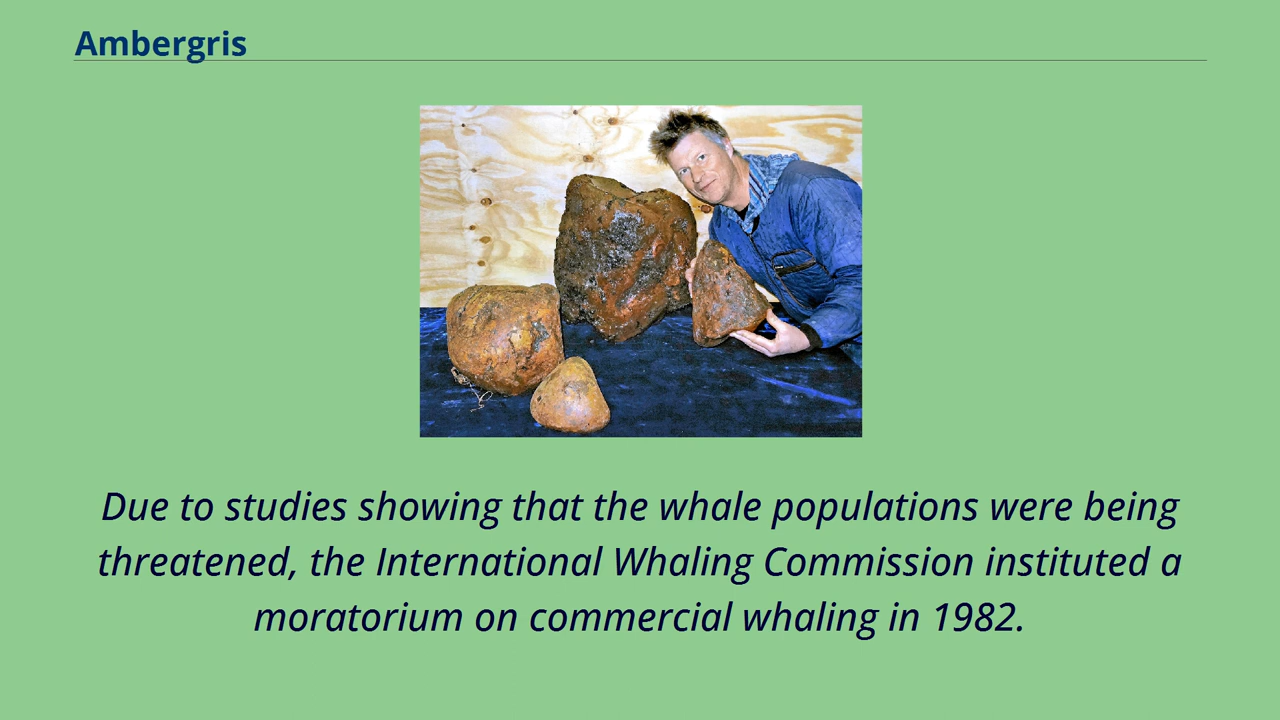 Ambergris
Due to studies showing that the whale populations were being
threatened, the International Whaling Commission instituted a
moratorium on commercial whaling in 1982.